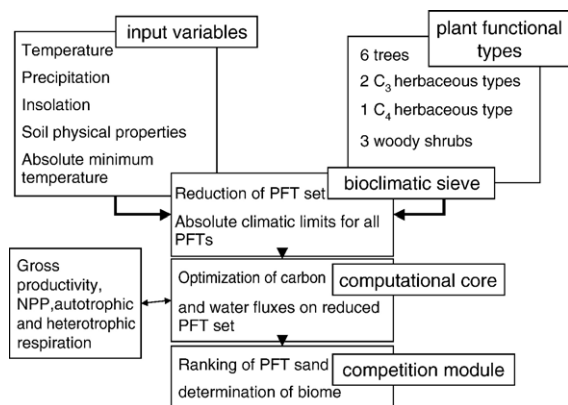 input variables
Temperature
Precipitation
Insolation
Soil physical properties
Absolute minimum
temperature
plant functional
types
6 trees
2 C3 herbaceous types
1 C4 herbaceous type
3 woody shrubs
bioclimatic sieve
Reduction of PFT set
Absolute climatic limits for all
PFTs
Gross
productivity,
NPP,autotrophic
and heterotrophic
respiration
computational core
Optimization of carbon
and water fluxes on reduced
PFT set
competition module
Ranking of PFT sand
determination of biome